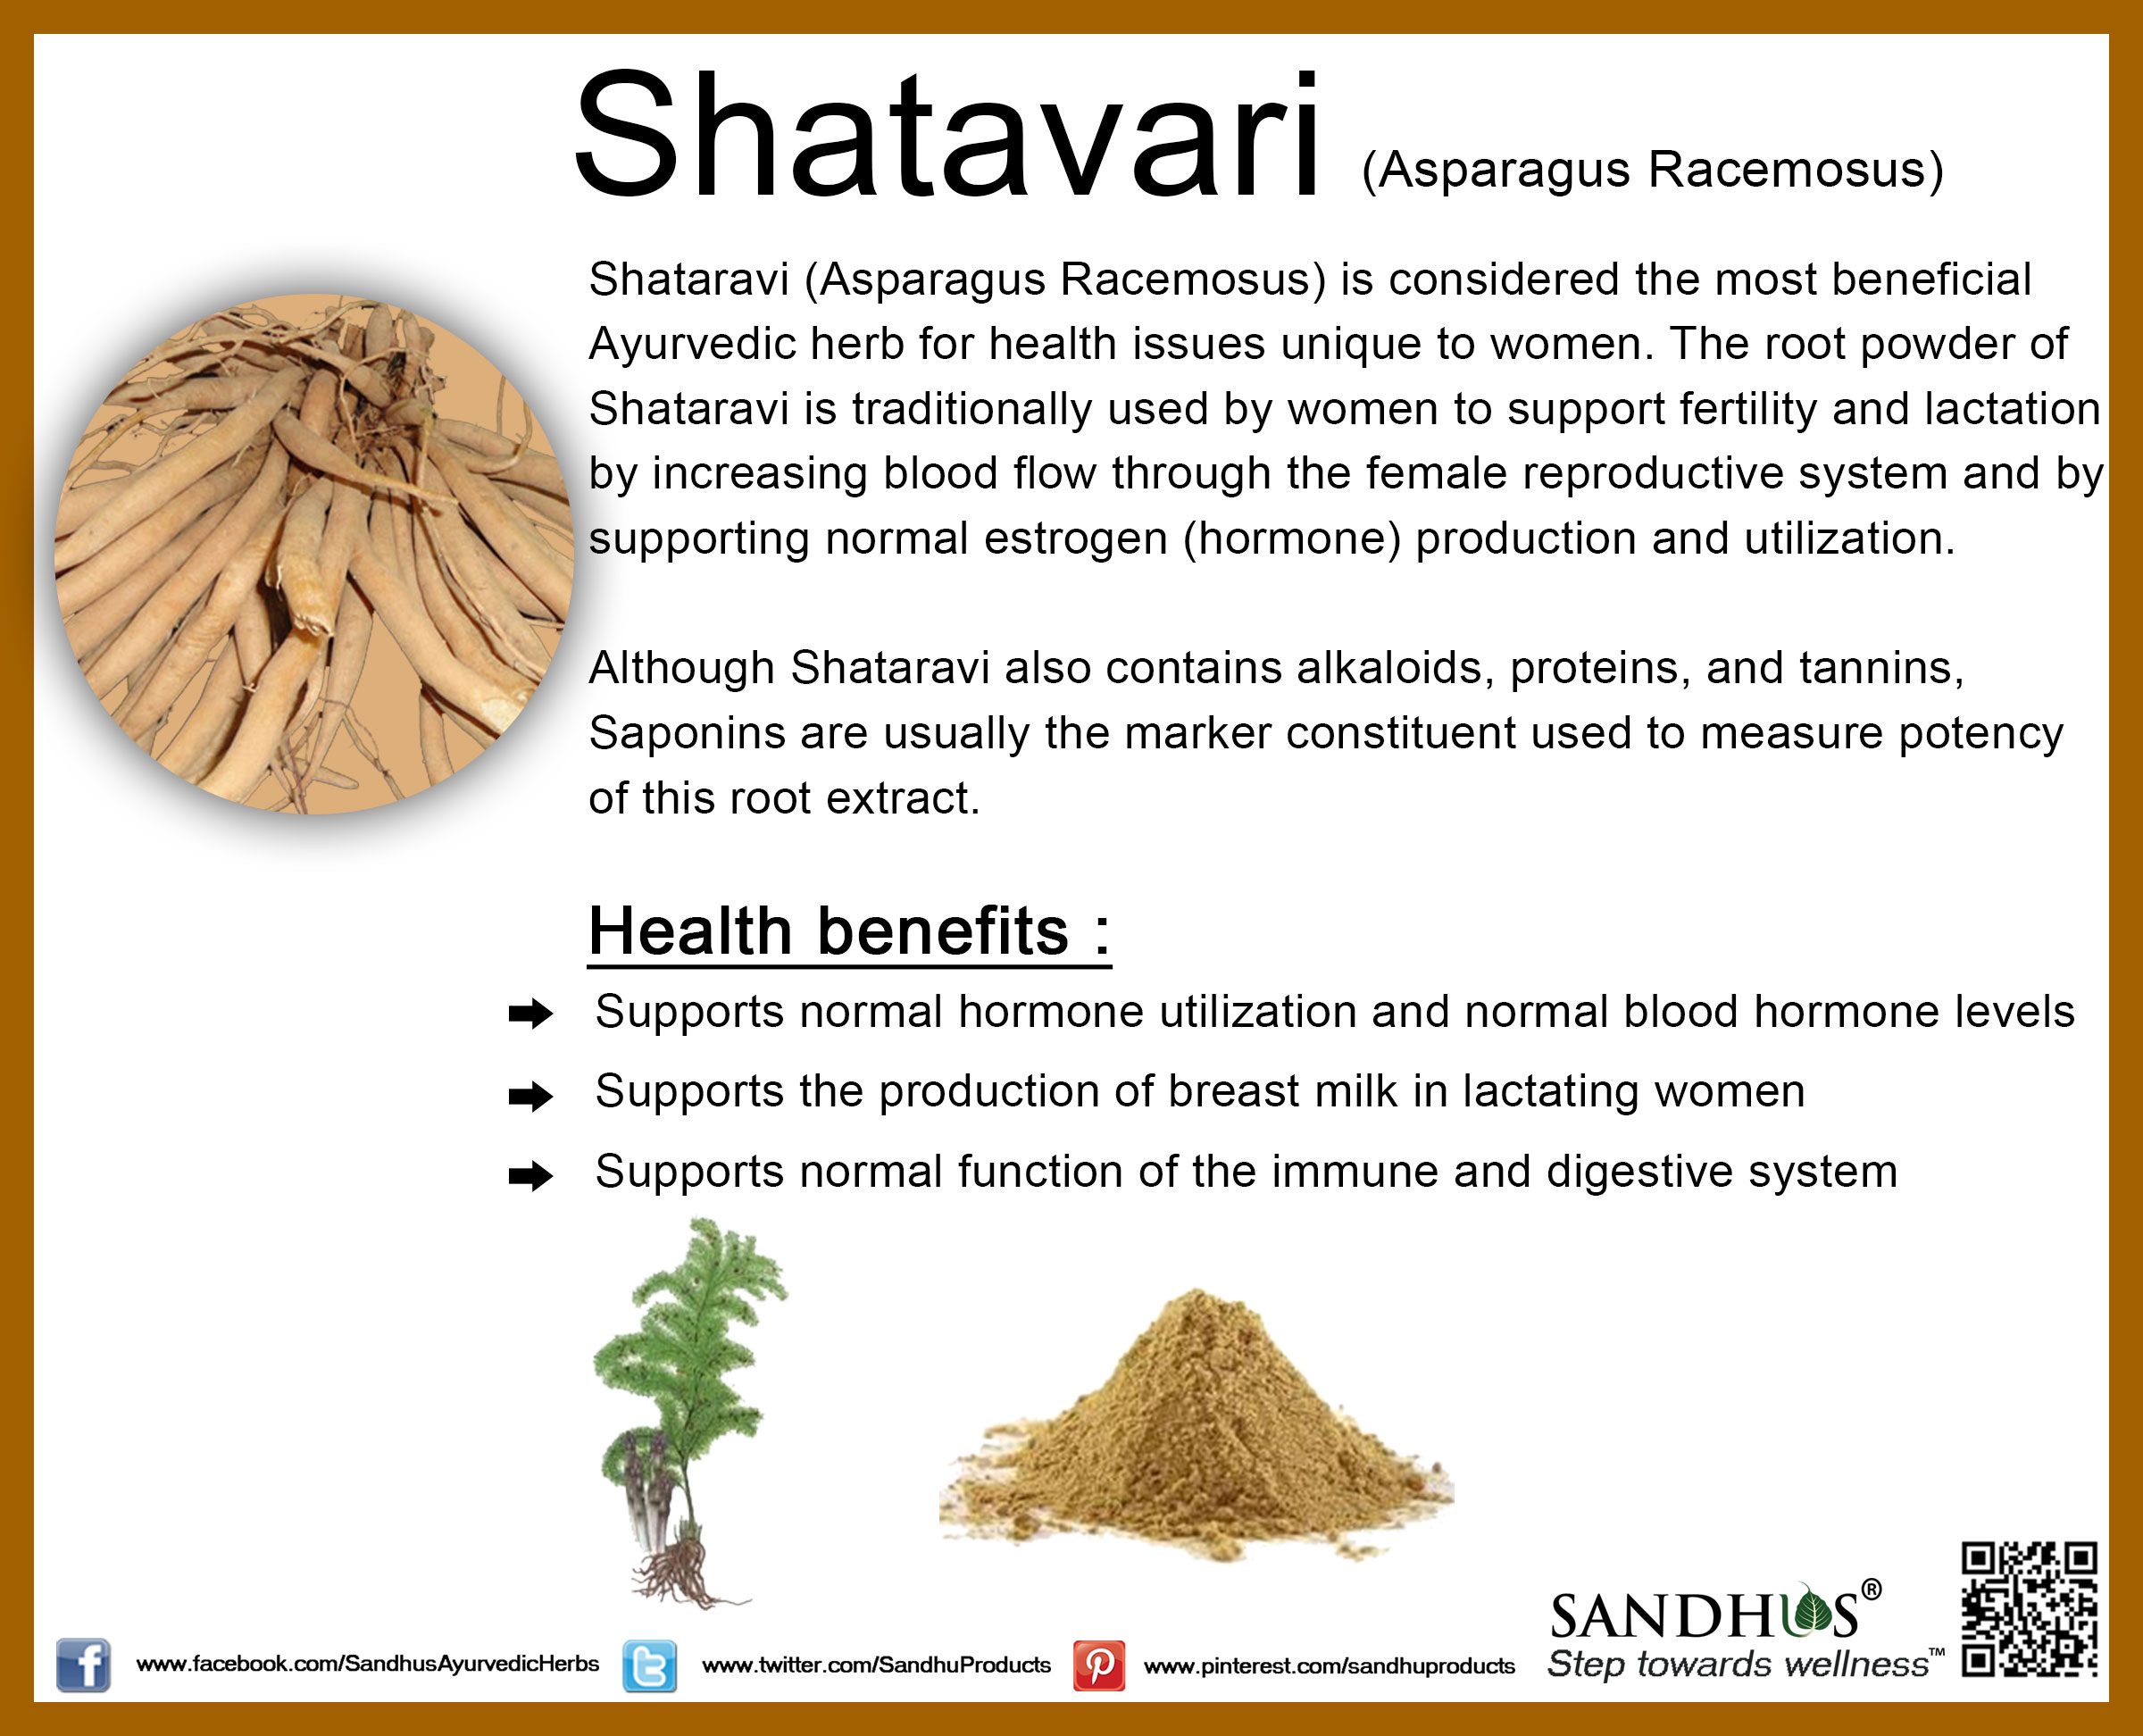 Shatavari (Asparagus Racemosus)
Shataravi (Asparagus Racemosus) is considered the most beneficial
Ayurvedic herb for health issues unique to women. The root powder of
Shataravi is traditionally used by women to support fertility and lactation
by increasing blood flow through the female reproductive system and by
supporting normal estrogen (hormone) production and utilization.
Although Shataravi also contains alkaloids, proteins, and tannins,
Saponins are usually the marker constituent used to measure potency
of this root extract.
Health benefits :
Supports normal hormone utilization and normal blood hormone levels
Supports the production of breast milk in lactating women
Supports normal function of the immune and digestive system
SANDHUS®
Step towards wellness™
www.facebook.com/SandhusAyurvedicHerbs www.twitter.com/SandhuProducts www.pinterest.com/sandhuproducts